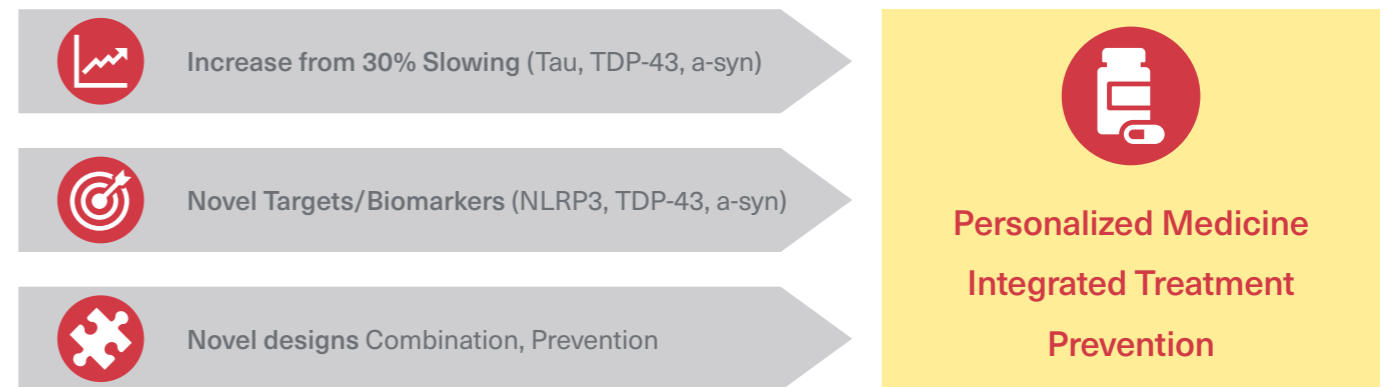 Increase from 30% Slowing (Tau, TDP-43, a-syn)
Novel Targets/Biomarkers (NLRP3, TDP-43, a-syn)
Novel designs Combination, Prevention
Personalized Medicine
Integrated Treatment
Prevention